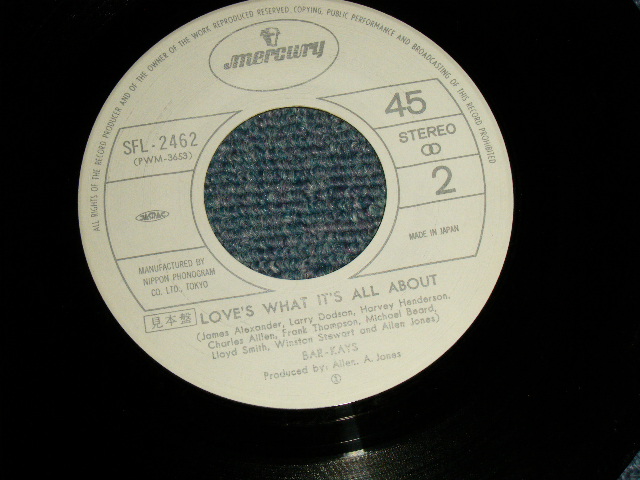 ALL RIGHTS OF THE RECORD PRODUCER AND OF THE OWNER OF THE WORK REPRODUCED RESERVED. COPYING, PUBLIC PERFORMANCE AND BROADCASTING OF THIS RECORD PROHIBITED
mercury
SFL-2462
(PWM-3653)
45
STEREO
2
MADE IN JAPAN
MANUFACTURED BY
NIPPON PHONOGRAM
CO. LTD., TOKYO
見本盤 LOVE'S WHAT IT'S ALL ABOUT
(James Alexander, Larry Dodson, Harvey Henderson,
Charles Alllen, Frank Thompson, Michael Beard,
Lloyd Smith, Winston Stewort and Allen Jones)
BAR-KAYS
Produced by: Allen. A. Jones